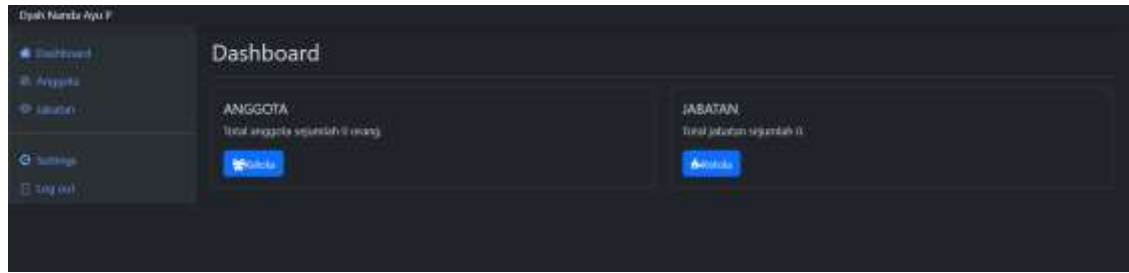 Dyah Nanda Ayu P
Dashboard
Anggota
Jabatan
Settings
Log out
Dashboard
ANGGOTA
Total anggota sejumlah 0 orang.
Kelola
JABATAN
Total jabatan sejumlah 0.
Kelola